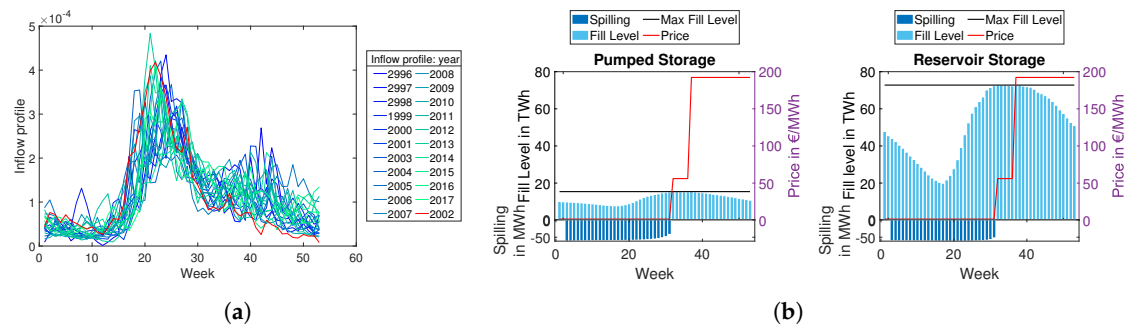 ×10⁻⁴
5
4
3
2
1
0
Inflow profile
0 10 20 30 40 50 60
Week
Inflow profile: year
2996 2008
2997 2009
2998 2010
1999 2011
2000 2012
2001 2013
2003 2014
2004 2015
2005 2016
2006 2017
2007 2002
(a)
Spilling Max Fill Level
Fill Level Price
Pumped Storage
80
60
40
20
0
0
-50
Fill Level in TWh
Spilling
in MWh
200
150
100
50
0
Price in €/MWh
0 20 40
Week
Spilling Max Fill Level
Fill Level Price
Reservoir Storage
80
60
40
20
0
0
-50
Fill level in TWh
Spilling
in MWh
200
150
100
50
0
Price in €/MWh
0 20 40
Week
(b)